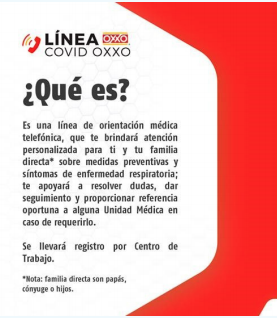 LÍNEA OXXO
COVID OXXO
¿Qué es?
Es una línea de orientación médica
telefónica, que te brindará atención
personalizada para ti y tu familia
directa* sobre medidas preventivas y
síntomas de enfermedad respiratoria;
te apoyará a resolver dudas, dar
seguimiento y proporcionar referencia
oportuna a alguna Unidad Médica en
caso de requerirlo.
Se llevará registro por Centro de
Trabajo.
*Nota: familia directa son papás,
cónyuge o hijos.